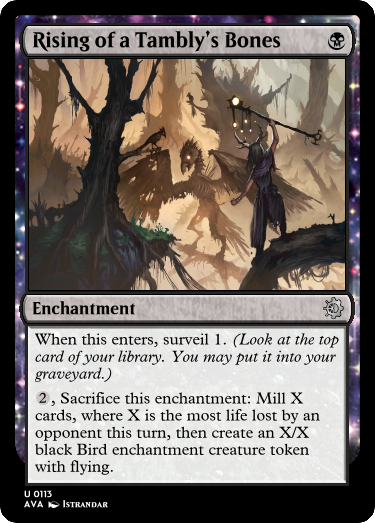 Rising of a Tambly's Bones
Enchantment
When this enters, surveil 1. (Look at the top
card of your library. You may put it into your
graveyard.)
2, Sacrifice this enchantment: Mill X
cards, where X is the most life lost by an
opponent this turn, then create an X/X
black Bird enchantment creature token
with flying.
U 0113
AVA Istrandar